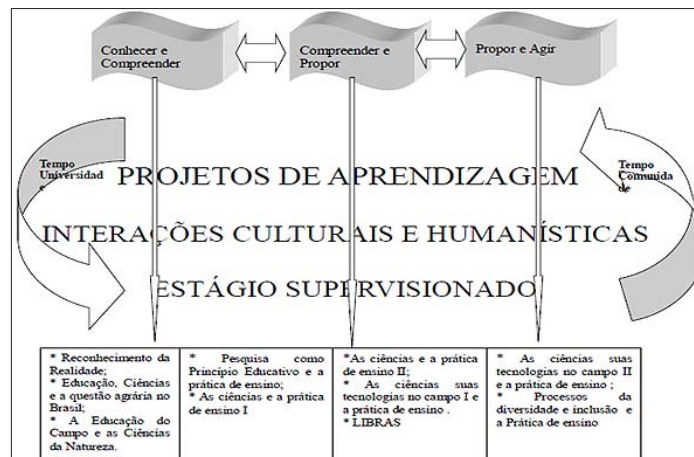 Conhecer e
Compreender
Compreender e
Propor
Propor e Agir
Tempo
Universidad
e
Tempo
Comunida
de
PROJETOS DE APRENDIZAGEM
INTERAÇÕES CULTURAIS E HUMANÍSTICAS
ESTÁGIO SUPERVISIONADO
* Reconhecimento da
Realidade;
* Educação, Ciências
e a questão agrária no
Brasil;
* A Educação do
Campo e as Ciências
da Natureza.
* Pesquisa como
Princípio Educativo e a
prática de ensino;
* As ciências e a prática
de ensino I
*As ciências e a prática
de ensino II;
* As ciências suas
tecnologias no campo I e
a prática de ensino .
* LIBRAS
* As ciências suas
tecnologias no campo II
e a prática de ensino ;
* Processos da
diversidade e inclusão e
a Prática de ensino